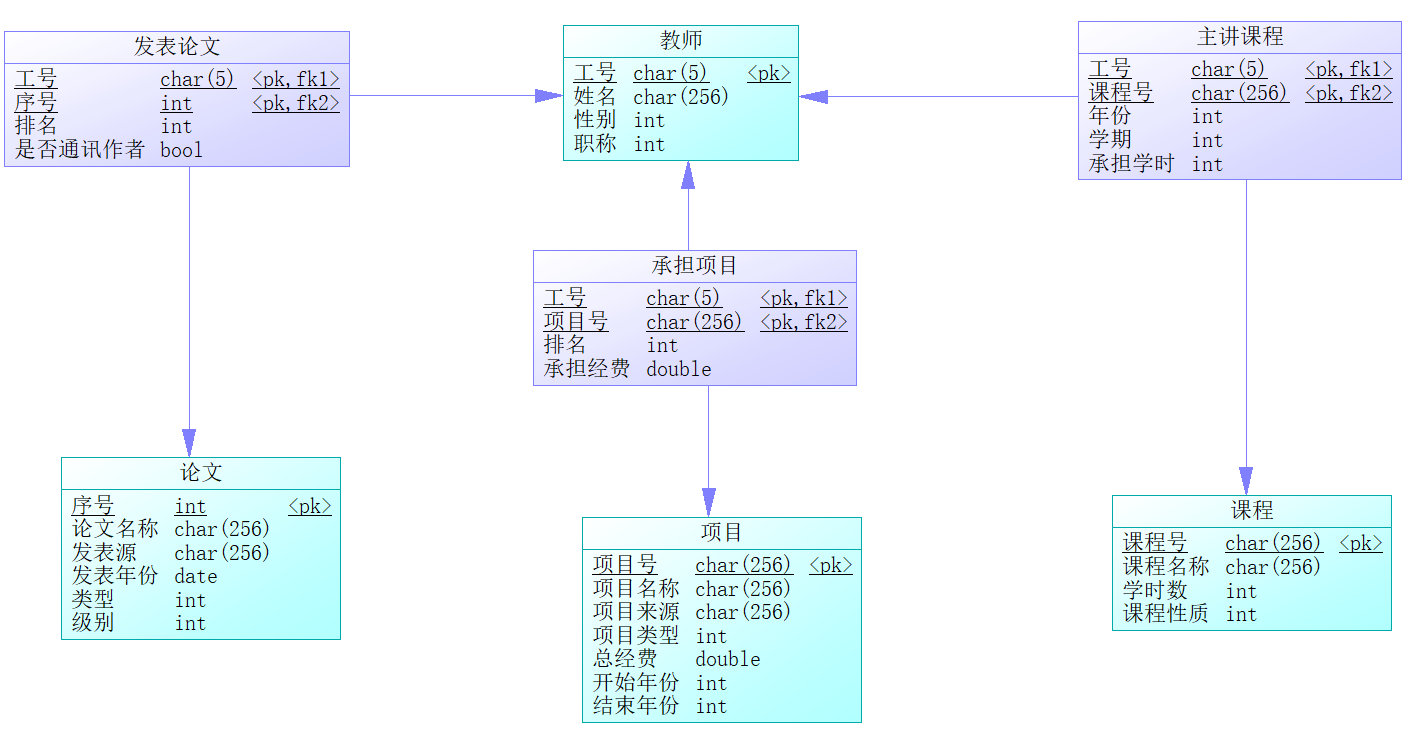 发表论文
工号 char(5) <pk,fk1>
序号 int <pk,fk2>
排名 int
是否通讯作者 bool
教师
工号 char(5) <pk>
姓名 char(256)
性别 int
职称 int
主讲课程
工号 char(5) <pk,fk1>
课程号 char(256) <pk,fk2>
年份 int
学期 int
承担学时 int
承担项目
工号 char(5) <pk,fk1>
项目号 char(256) <pk,fk2>
排名 int
承担经费 double
论文
序号 int <pk>
论文名称 char(256)
发表源 char(256)
发表年份 date
类型 int
级别 int
项目
项目号 char(256) <pk>
项目名称 char(256)
项目来源 char(256)
项目类型 int
总经费 double
开始年份 int
结束年份 int
课程
课程号 char(256) <pk>
课程名称 char(256)
学时数 int
课程性质 int